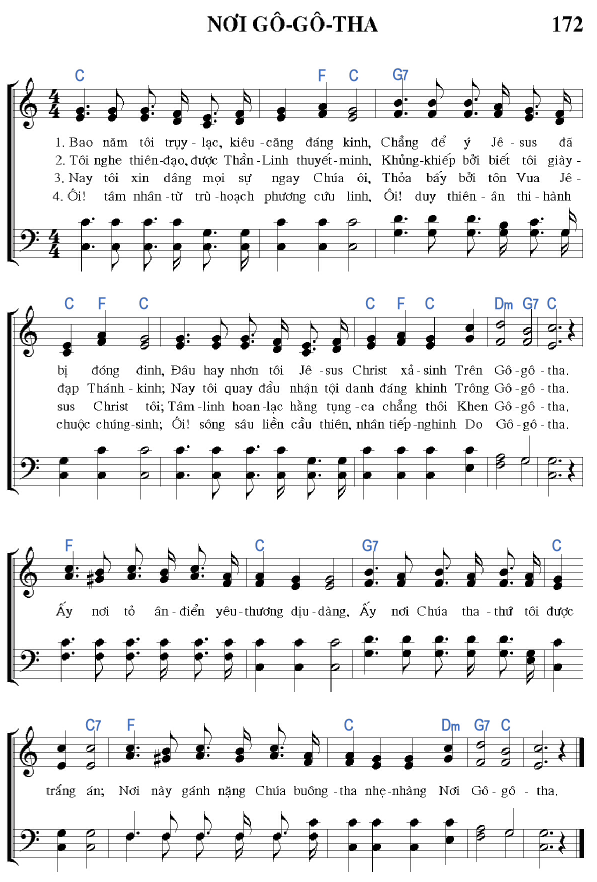 NƠI GÔ-GÔ-THA 172
C F C G7
1. Bao năm tôi trụy-lạc, kiêu-căng đáng kinh, Chẳng để ý Jê-sus đã
2. Tôi nghe thiên-đạo, được Thần-Linh thuyết-minh, Khủng-khiếp bởi biết tôi giày-
3. Nay tôi xin dâng mọi sự ngay Chúa ôi, Thỏa bấy bởi tôn Vua Jê-
4. Ôi! tâm nhân-từ trù-hoạch phương cứu linh, Ôi! duy thiên-ân thi-hành
C F C C F C Dm G7 C
bị đóng đinh, Đâu hay nhơn tôi Jê-sus Christ xả-sinh Trên Gô-gô-tha.
đạp Thánh-kinh; Nay tôi quay đầu nhận tội danh đáng khinh Trông Gô-gô-tha.
sus Christ tôi; Tâm-linh hoan-lạc hằng tụng-ca chẳng thôi Khen Gô-gô-tha.
chuộc chúng-sinh; Ôi! sông sáu liền cầu thiên, nhân tiếp-nghinh Do Gô-gô-tha.
F C G7 C
Ấy nơi tỏ ân-điển yêu-thương dịu-dàng, Ấy nơi Chúa tha-thứ tôi được
C7 F C Dm G7 C
trắng án; Nơi này gánh nặng Chúa buông-tha nhẹ-nhàng Nơi Gô-gô-tha.